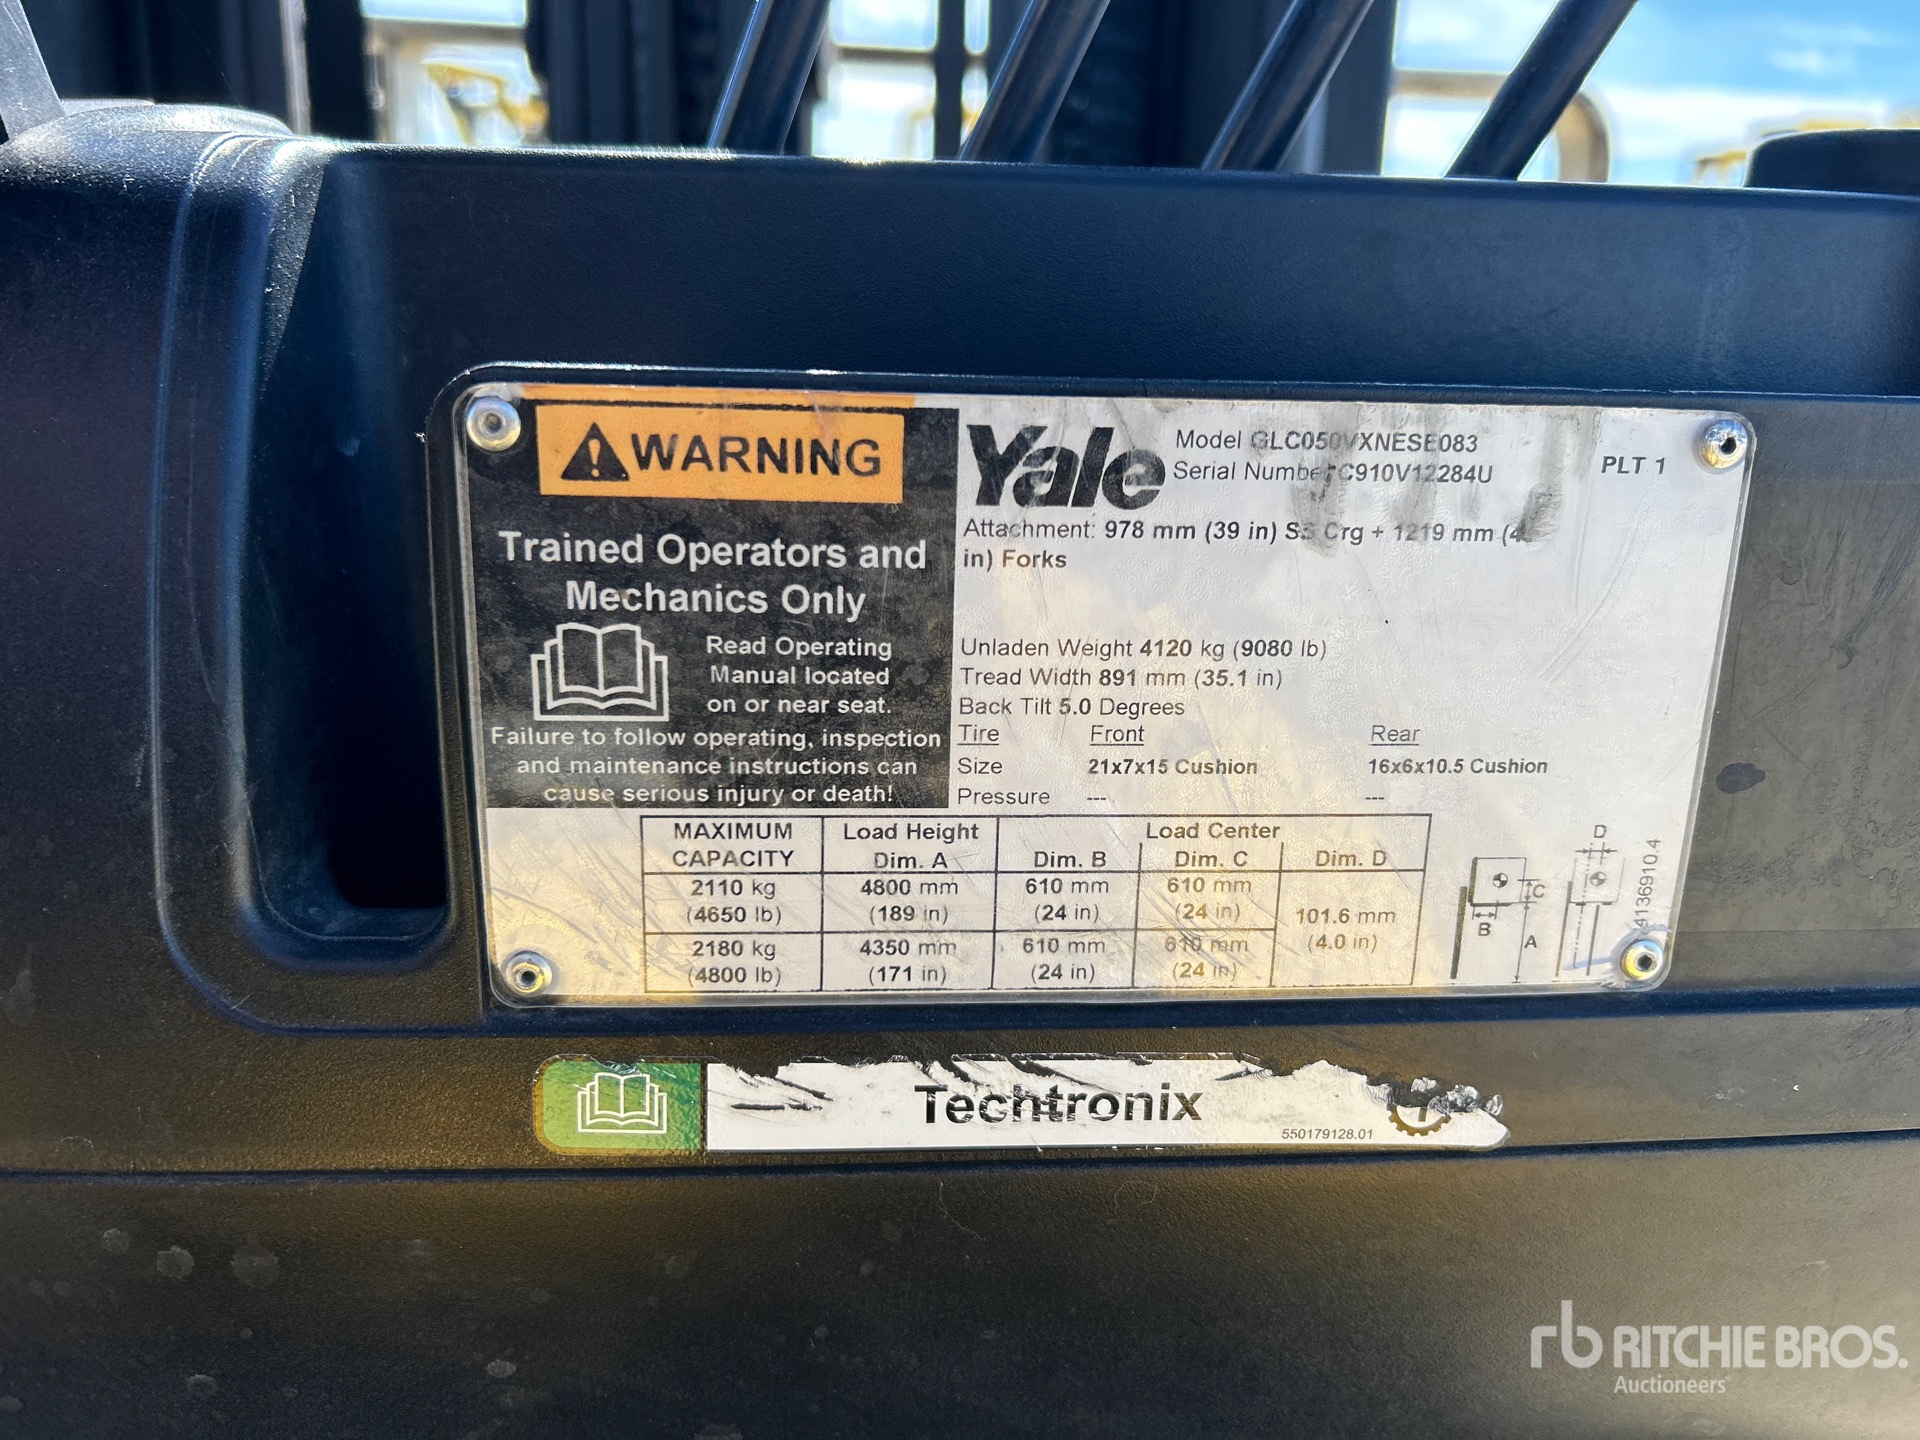 WARNING
Trained Operators and
Mechanics Only
Read Operating
Manual located
on or near seat.
Failure to follow operating, inspection
and maintenance instructions can
cause serious injury or death!
Yale
Model GLC050VXNESE083
Serial Number C910V12284U
PLT 1
Attachment: 978 mm (39 in) SS Crg + 1219 mm
in) Forks
Unladen Weight 4120 kg (9080 lb)
Tread Width 891 mm (35.1 in)
Back Tilt 5.0 Degrees
Tire Front Rear
Size 21x7x15 Cushion 16x6x10.5 Cushion
Pressure --- ---
MAXIMUM Load Height Load Center
CAPACITY Dim. A Dim. B Dim. C Dim. D
2110 kg 4800 mm 610 mm 610 mm
(4650 lb) (189 in) (24 in) (24 in)
101.6 mm
(4.0 in)
2180 kg 4350 mm 610 mm 610 mm
(4800 lb) (171 in) (24 in) (24 in)
B
C
A
D
4136910.4
Techtronix
550179128.01
rb RITCHIE BROS.
Auctioneers